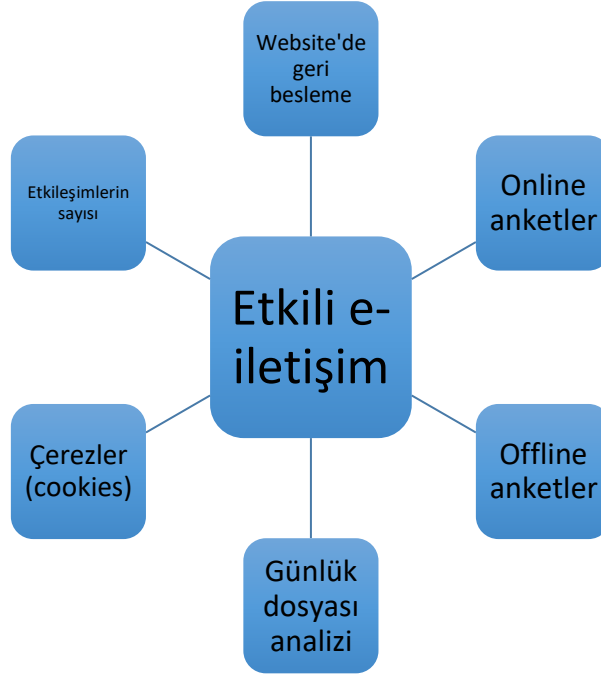 Website'de
geri
besleme
Etkileşimlerin
sayısı
Online
anketler
Etkili e-
iletişim
Çerezler
(cookies)
Offline
anketler
Günlük
dosyası
analizi